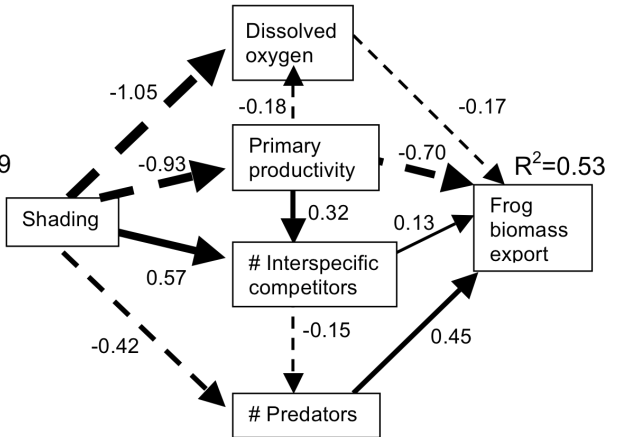 Dissolved
oxygen
-1.05
-0.18
-0.17
9
Primary
productivity
-0.93
-0.70
R²=0.53
Shading
0.32
0.13
Frog
biomass
export
0.57
# Interspecific
competitors
-0.42
-0.15
0.45
# Predators